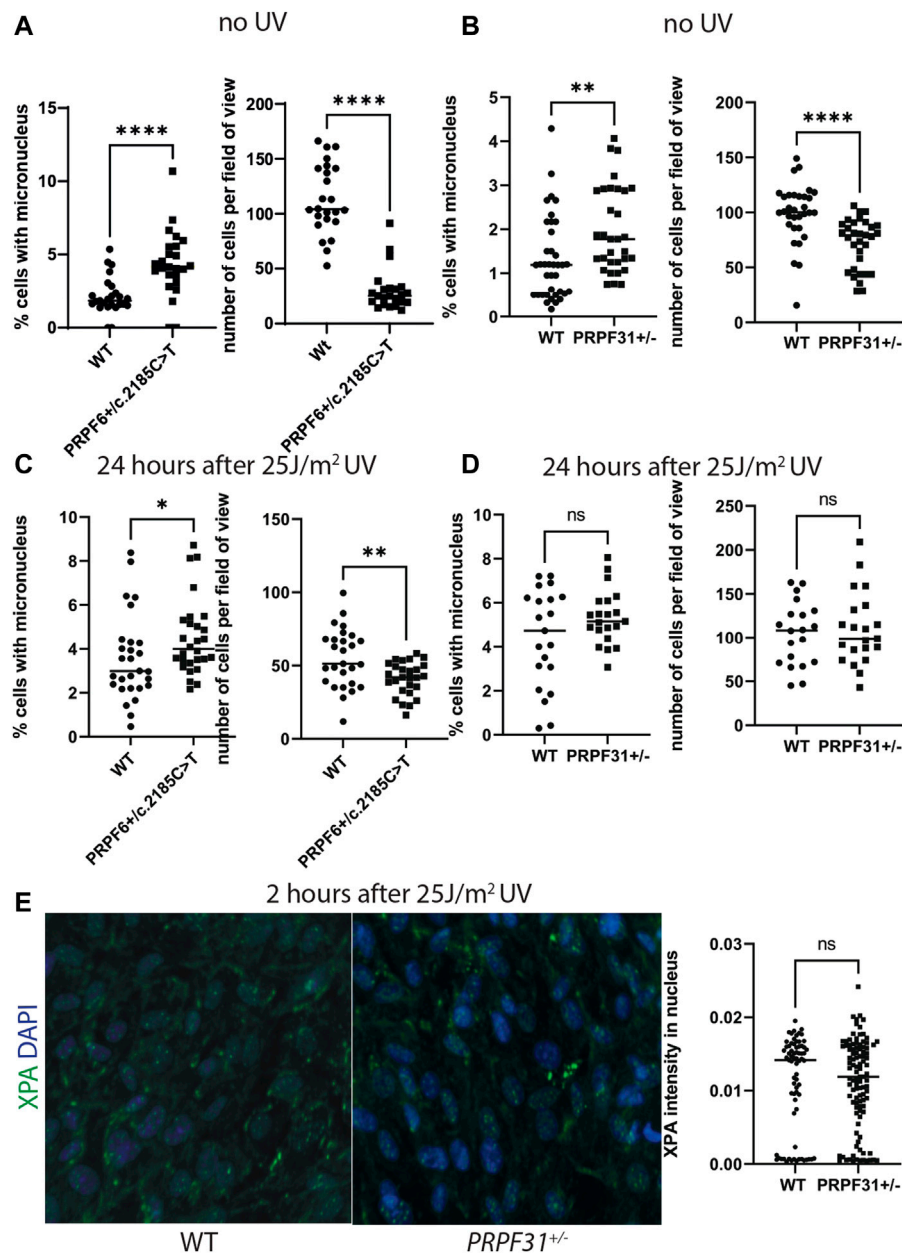 A
no UV
% cells with micronucleus
15
10
5
0
****
WT
PRPF6+/c.2185C>T
number of cells per field of view
200
150
100
50
0
****
Wt
PRPF6+/c.2185C>T
B
no UV
% cells with micronucleus
5
4
3
2
1
0
**
WT PRPF31+/-
number of cells per field of view
200
150
100
50
0
****
WT PRPF31+/-
C
24 hours after 25J/m² UV
% cells with micronucleus
10
8
6
4
2
0
*
WT
PRPF6+/c.2185C>T
number of cells per field of view
150
100
50
0
**
WT
PRPF6+/c.2185C>T
D
24 hours after 25J/m² UV
% cells with micronucleus
10
8
6
4
2
0
ns
WT PRPF31+/-
number of cells per field of view
250
200
150
100
50
0
ns
WT PRPF31+/-
E
2 hours after 25J/m² UV
XPA DAPI
WT
PRPF31+/-
XPA intensity in nucleus
0.03
0.02
0.01
0.00
ns
WT PRPF31+/-